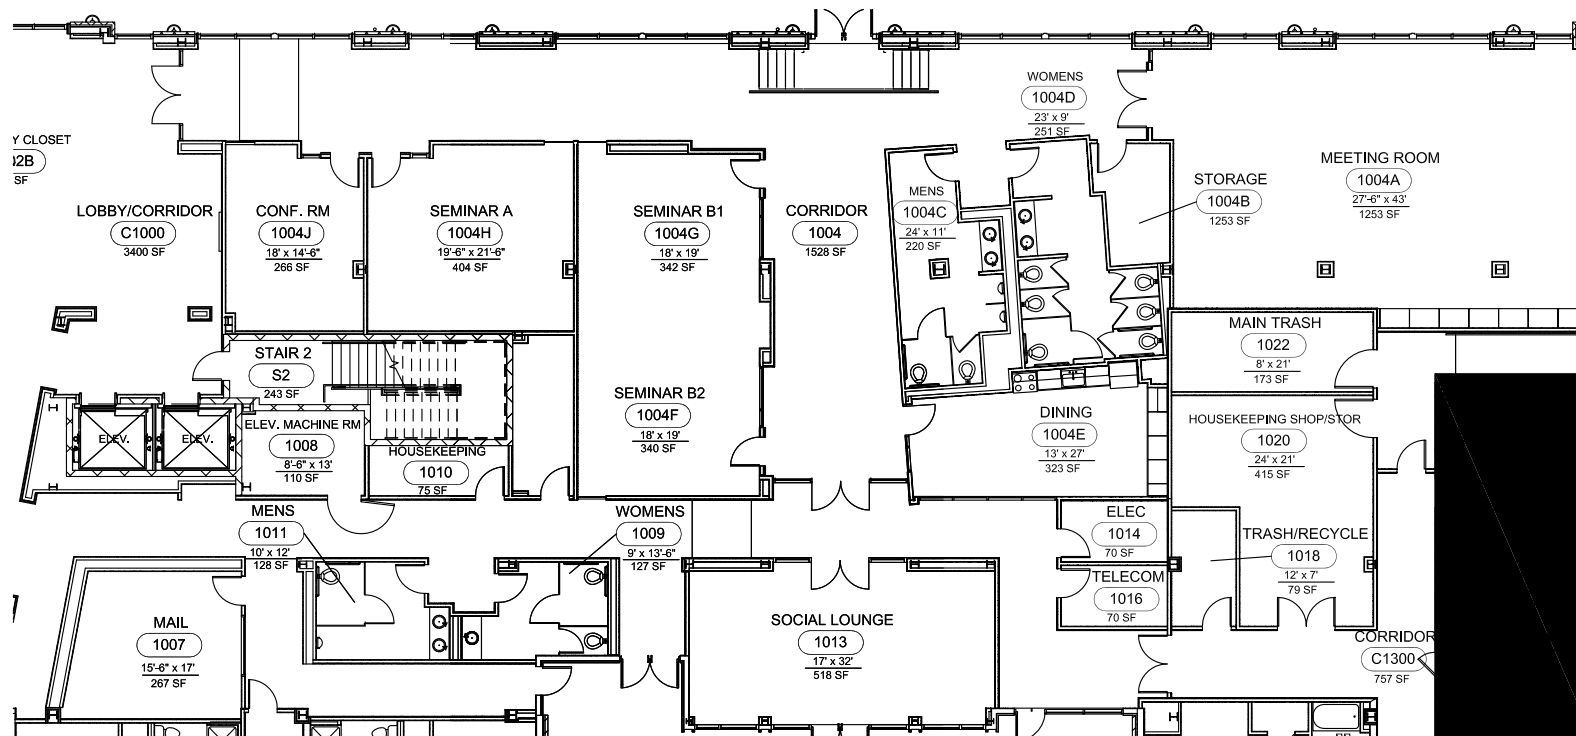 WOMENS
1004D
23' x 9'
251 SF
Y CLOSET
02B
SF
MEETING ROOM
1004A
27'-6" x 43'
1253 SF
STORAGE
1004B
1253 SF
MENS
1004C
24' x 11'
220 SF
LOBBY/CORRIDOR
C1000
3400 SF
CONF. RM
1004J
18' x 14'-6"
266 SF
SEMINAR A
1004H
19'-6" x 21'-6"
404 SF
SEMINAR B1
1004G
18' x 19'
342 SF
CORRIDOR
1004
1528 SF
MAIN TRASH
1022
8' x 21'
173 SF
STAIR 2
S2
243 SF
SEMINAR B2
1004F
18' x 19'
340 SF
DINING
1004E
13' x 27'
323 SF
HOUSEKEEPING SHOP/STOR
1020
24' x 21'
415 SF
ELEV.
ELEV.
ELEV. MACHINE RM
1008
8'-6" x 13'
110 SF
HOUSEKEEPING
1010
75 SF
MENS
1011
10' x 12'
128 SF
WOMENS
1009
9' x 13'-6"
127 SF
ELEC
1014
70 SF
TRASH/RECYCLE
1018
12' x 7'
79 SF
TELECOM
1016
70 SF
MAIL
1007
15'-6" x 17'
267 SF
SOCIAL LOUNGE
1013
17' x 32'
518 SF
CORRIDOR
C1300
757 SF